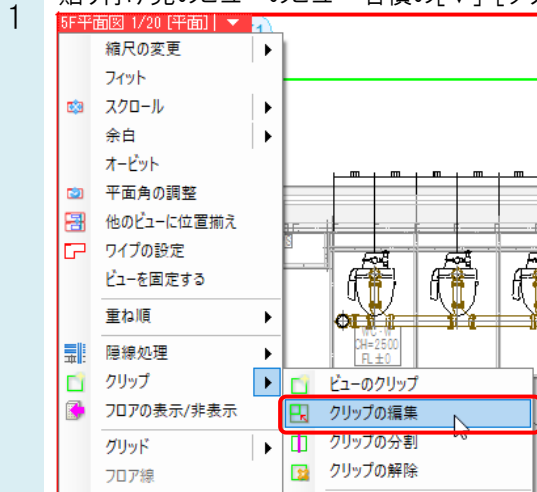 1
5F平面図 1/20 [平面] ▼
縮尺の変更
フィット
スクロール
余白
オービット
平面角の調整
他のビューに位置揃え
ワイプの設定
ビューを固定する
重ね順
隠線処理
クリップ
ビューのクリップ
フロアの表示/非表示
クリップの編集
グリッド
クリップの分割
フロア線
クリップの解除
WC-W
CH=2500
FL±0